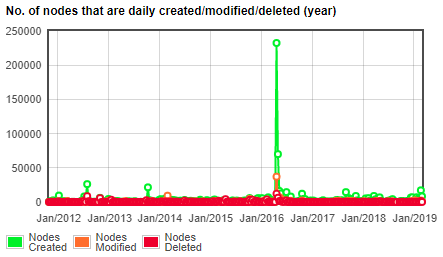 No. of nodes that are daily created/modified/deleted (year)
250000
200000
150000
100000
50000
0
Jan/2012 Jan/2013 Jan/2014 Jan/2015 Jan/2016 Jan/2017 Jan/2018 Jan/2019
Nodes Created
Nodes Modified
Nodes Deleted